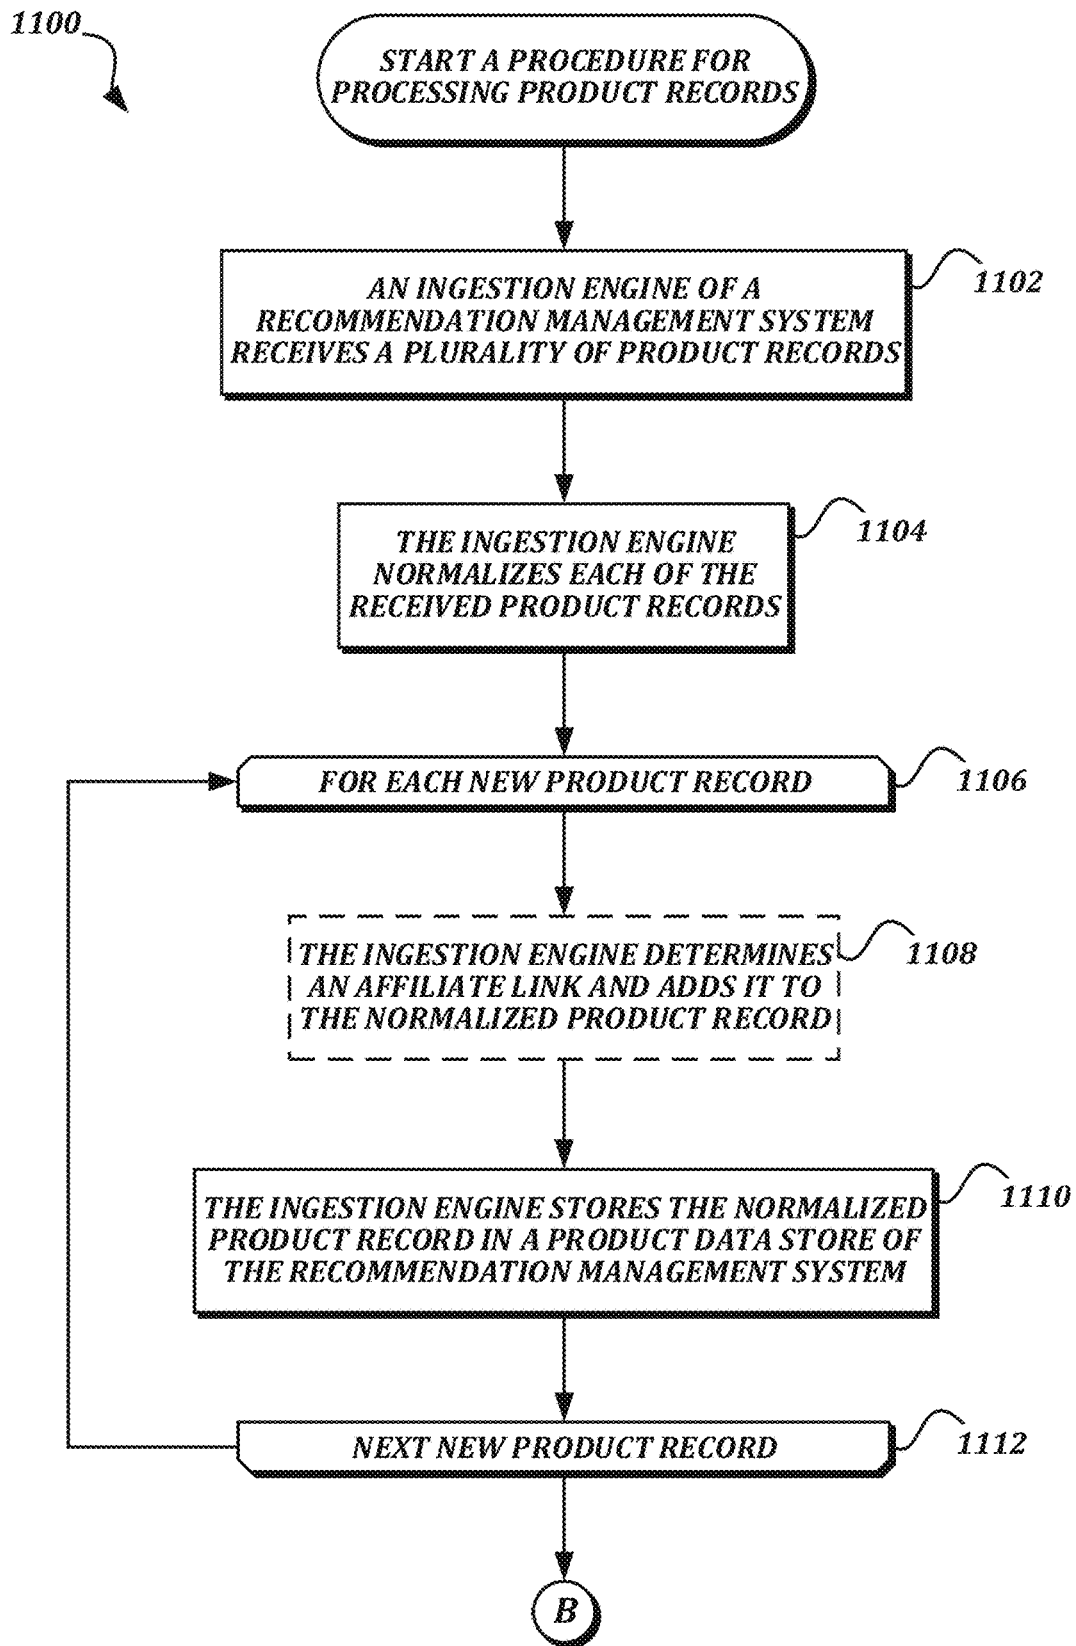 1100
START A PROCEDURE FOR
PROCESSING PRODUCT RECORDS
1102
AN INGESTION ENGINE OF A
RECOMMENDATION MANAGEMENT SYSTEM
RECEIVES A PLURALITY OF PRODUCT RECORDS
1104
THE INGESTION ENGINE
NORMALIZES EACH OF THE
RECEIVED PRODUCT RECORDS
FOR EACH NEW PRODUCT RECORD
1106
THE INGESTION ENGINE DETERMINES
AN AFFILIATE LINK AND ADDS IT TO
THE NORMALIZED PRODUCT RECORD
1108
THE INGESTION ENGINE STORES THE NORMALIZED
PRODUCT RECORD IN A PRODUCT DATA STORE OF
THE RECOMMENDATION MANAGEMENT SYSTEM
1110
NEXT NEW PRODUCT RECORD
1112
B